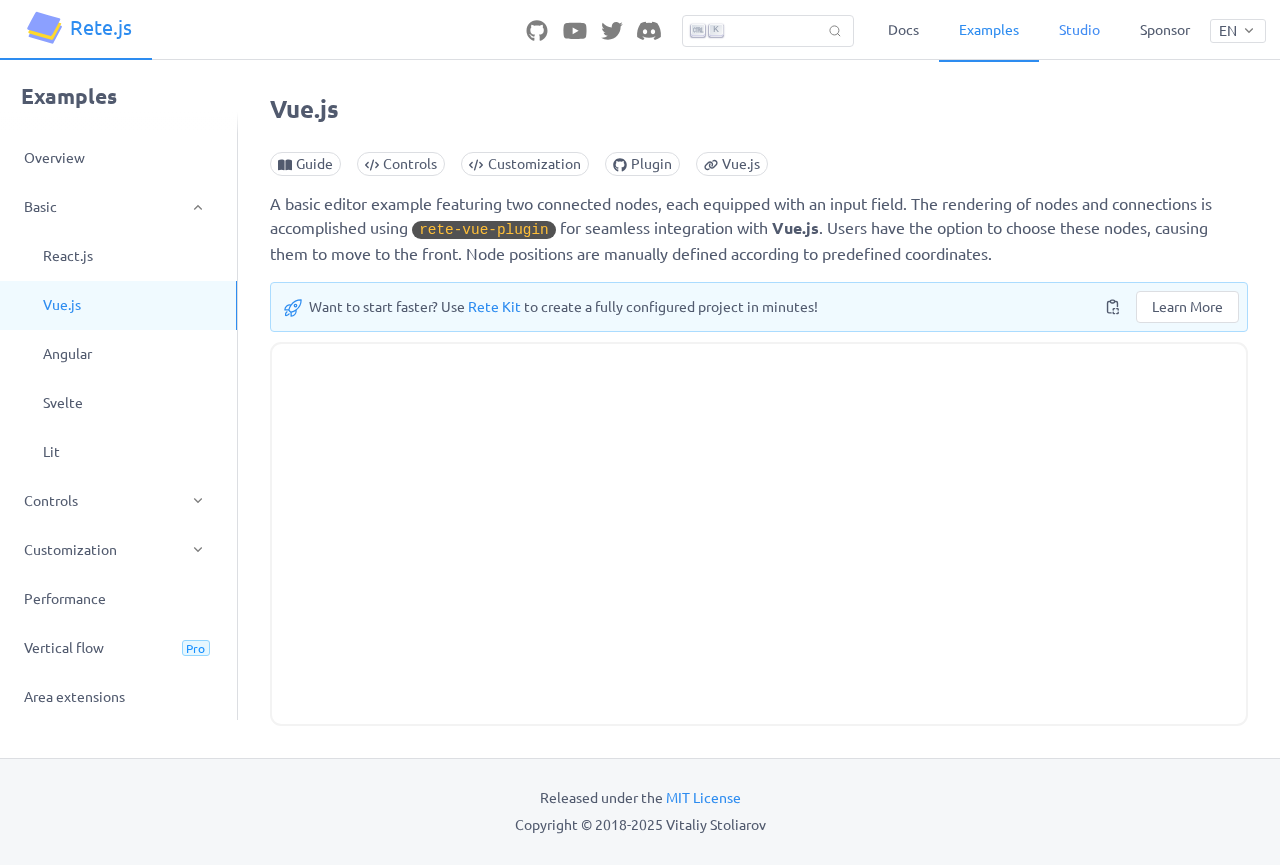 Rete.js
K
Docs
Examples
Studio
Sponsor
EN
Examples
Overview
Basic
React.js
Vue.js
Angular
Svelte
Lit
Controls
Customization
Performance
Vertical flow
Pro
Area extensions
Vue.js
Guide
Controls
Customization
Plugin
Vue.js
A basic editor example featuring two connected nodes, each equipped with an input field. The rendering of nodes and connections is
accomplished using rete-vue-plugin for seamless integration with Vue.js. Users have the option to choose these nodes, causing
them to move to the front. Node positions are manually defined according to predefined coordinates.
Want to start faster? Use Rete Kit to create a fully configured project in minutes!
Learn More
Released under the MIT License
Copyright © 2018-2025 Vitaliy Stoliarov